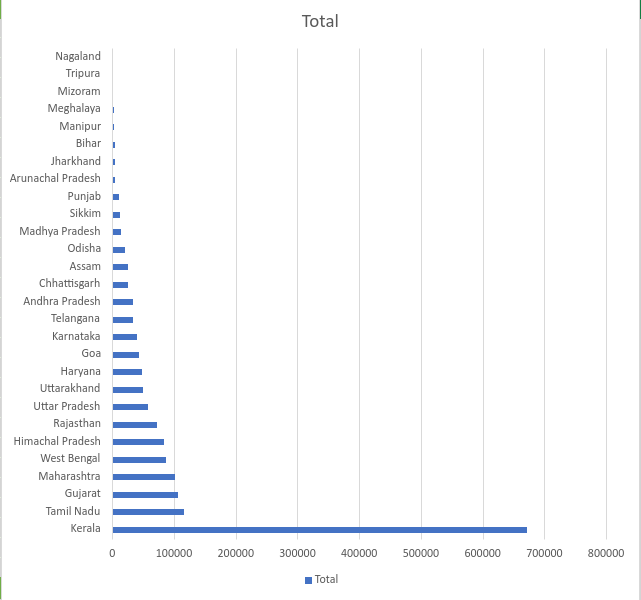 Total
Nagaland
Tripura
Mizoram
Meghalaya
Manipur
Bihar
Jharkhand
Arunachal Pradesh
Punjab
Sikkim
Madhya Pradesh
Odisha
Assam
Chhattisgarh
Andhra Pradesh
Telangana
Karnataka
Goa
Haryana
Uttarakhand
Uttar Pradesh
Rajasthan
Himachal Pradesh
West Bengal
Maharashtra
Gujarat
Tamil Nadu
Kerala
0 100000 200000 300000 400000 500000 600000 700000 800000
Total